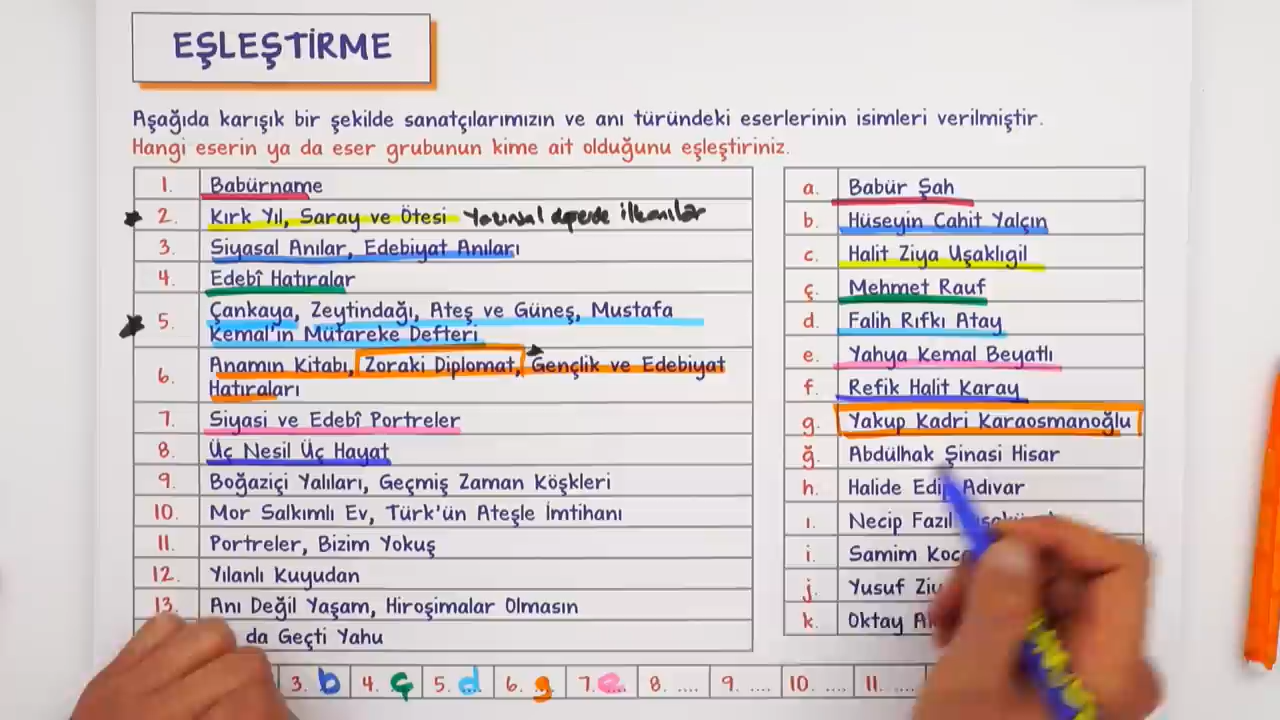 EŞLEŞTİRME
Aşağıda karışık bir şekilde sanatçılarımızın ve anı türündeki eserlerinin isimleri verilmiştir.
Hangi eserin ya da eser grubunun kime ait olduğunu eşleştiriniz.
1. Babürname
2. Kırk Yıl, Saray ve Ötesi
3. Siyasal Anılar, Edebiyat Anıları
4. Edebî Hatıralar
5. Çankaya, Zeytindağı, Ateş ve Güneş, Mustafa
Kemal'in Mütareke Defteri
6. Anamın Kitabı, Zoraki Diplomat, Gençlik ve Edebiyat
Hatıraları
7. Siyasi ve Edebî Portreler
8. Üç Nesil Üç Hayat
9. Boğaziçi Yalıları, Geçmiş Zaman Köşkleri
10. Mor Salkımlı Ev, Türk'ün Ateşle İmtihanı
11. Portreler, Bizim Yokuş
12. Yılanlı Kuyudan
13. Anı Değil Yaşam, Hiroşimalar Olmasın
da Geçti Yahu
a. Babür Şah
b. Hüseyin Cahit Yalçın
c. Halit Ziya Uşaklıgil
ç. Mehmet Rauf
d. Falih Rıfkı Atay
e. Yahya Kemal Beyatlı
f. Refik Halit Karay
g. Yakup Kadri Karaosmanoğlu
ğ. Abdülhak Şinasi Hisar
h. Halide Edip Adıvar
ı. Necip Fazıl
i. Samim
j. Yusuf
k. Oktay
3. b 4. ç 5. d 6. g 7. e 8. .... 9. .... 10. .... 11. ....